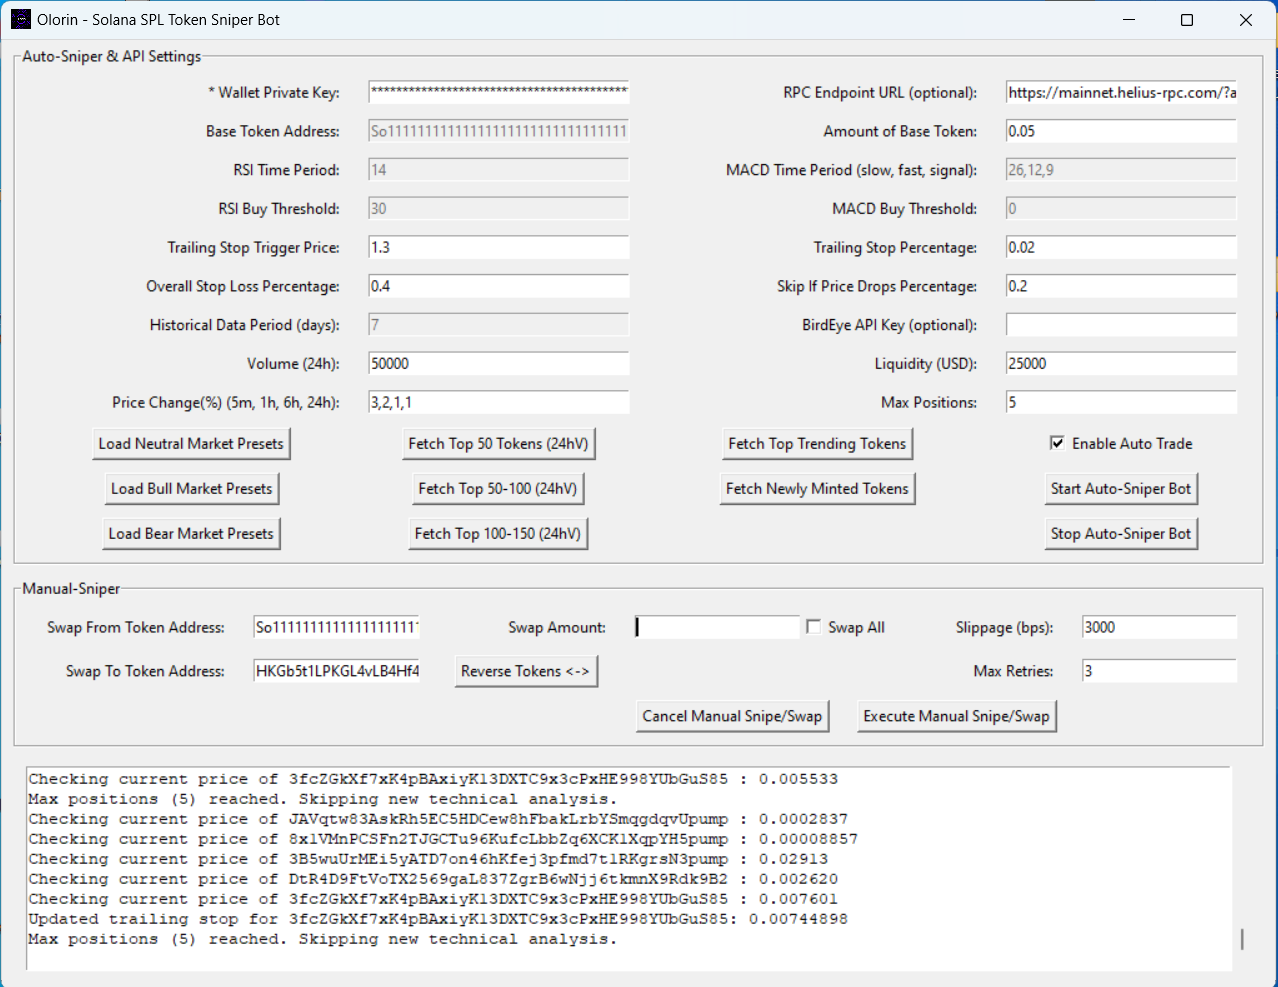 Olorin - Solana SPL Token Sniper Bot
Auto-Sniper & API Settings
* Wallet Private Key: ***************************************** RPC Endpoint URL (optional): https://mainnet.helius-rpc.com/?a
Base Token Address: So11111111111111111111111111111111 Amount of Base Token: 0.05
RSI Time Period: 14 MACD Time Period (slow, fast, signal): 26,12,9
RSI Buy Threshold: 30 MACD Buy Threshold: 0
Trailing Stop Trigger Price: 1.3 Trailing Stop Percentage: 0.02
Overall Stop Loss Percentage: 0.4 Skip If Price Drops Percentage: 0.2
Historical Data Period (days): 7 BirdEye API Key (optional):
Volume (24h): 50000 Liquidity (USD): 25000
Price Change(%) (5m, 1h, 6h, 24h): 3,2,1,1 Max Positions: 5
Load Neutral Market Presets Fetch Top 50 Tokens (24hV) Fetch Top Trending Tokens Enable Auto Trade
Load Bull Market Presets Fetch Top 50-100 (24hV) Fetch Newly Minted Tokens Start Auto-Sniper Bot
Load Bear Market Presets Fetch Top 100-150 (24hV) Stop Auto-Sniper Bot
Manual-Sniper
Swap From Token Address: So1111111111111111111 Swap Amount: Swap All Slippage (bps): 3000
Swap To Token Address: HKGb5t1LPKGL4vLB4Hf4 Reverse Tokens <-> Max Retries: 3
Cancel Manual Snipe/Swap Execute Manual Snipe/Swap
Checking current price of 3fcZGkXf7xK4pBAxiyK13DXTC9x3cPxHE998YUbGuS85 : 0.005533
Max positions (5) reached. Skipping new technical analysis.
Checking current price of JAVqtw83AskRh5EC5HDCew8hFbakLrbYSmqgdqvUpump : 0.0002837
Checking current price of 8x1VMnPCSFn2TJGCTu96KufcLbbZq6XCK1XqpYH5pump : 0.00008857
Checking current price of 3B5wuUrMEi5yATD7on46hKfej3pfmd7t1RKgrsN3pump : 0.02913
Checking current price of DtR4D9FtVoTX2569gaL837ZgrB6wNjj6tkmnX9Rdk9B2 : 0.002620
Checking current price of 3fcZGkXf7xK4pBAxiyK13DXTC9x3cPxHE998YUbGuS85 : 0.007601
Updated trailing stop for 3fcZGkXf7xK4pBAxiyK13DXTC9x3cPxHE998YUbGuS85: 0.00744898
Max positions (5) reached. Skipping new technical analysis.